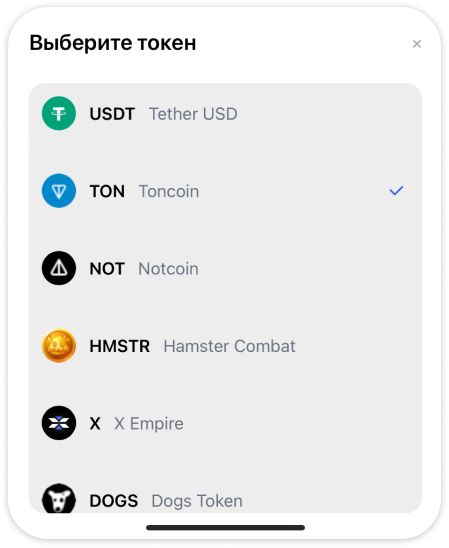 Выберите токен ×
USDT Tether USD
TON Toncoin
NOT Notcoin
HMSTR Hamster Combat
X X Empire
DOGS Dogs Token